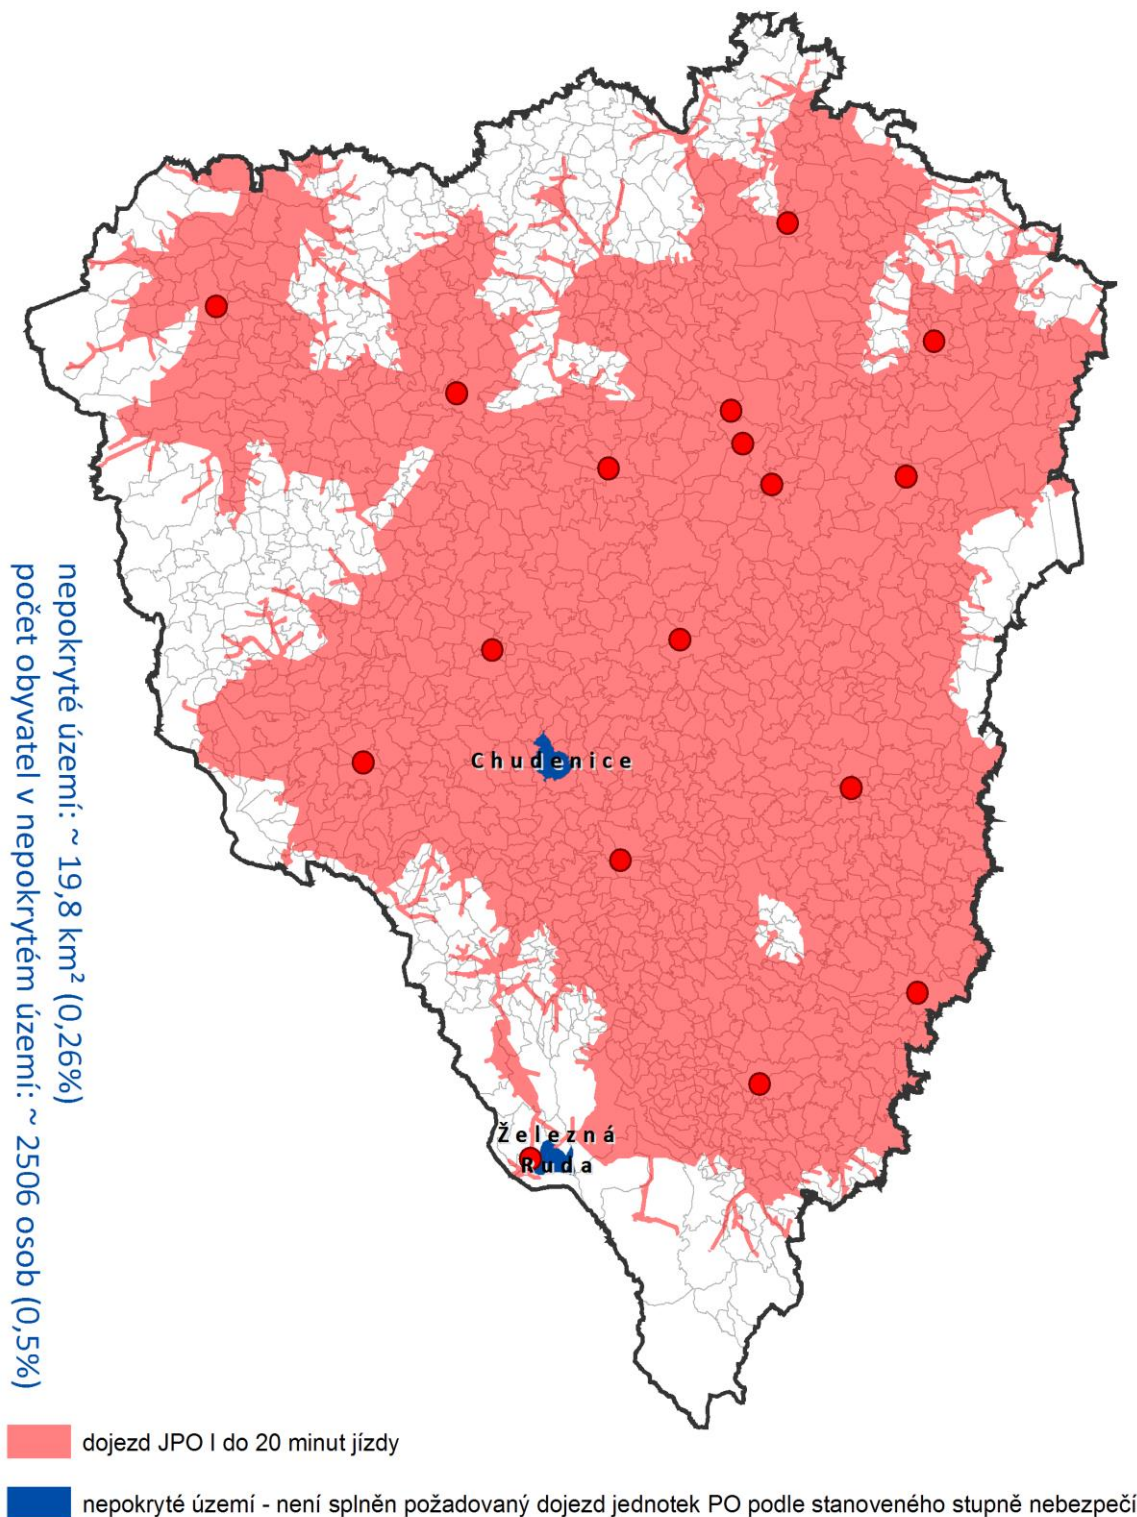 Chudenice
Železná
Ruda
nepokryté území: ~ 19,8 km² (0,26%)
počet obyvatel v nepokrytém území: ~ 2506 osob (0,5%)
dojezd JPO I do 20 minut jízdy
nepokryté území - není splněn požadovaný dojezd jednotek PO podle stanoveného stupně nebezpečí